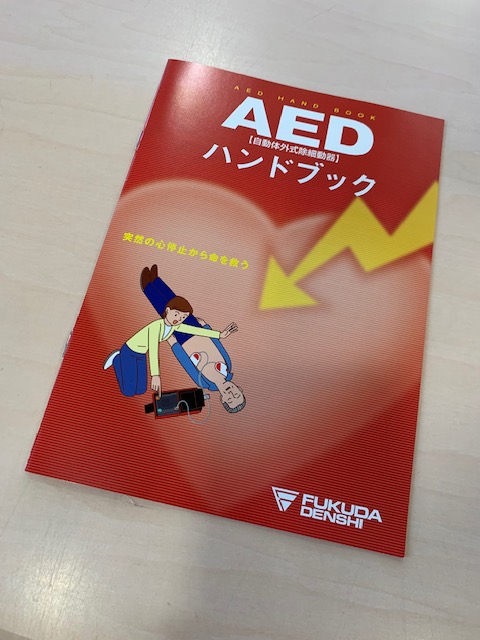 AED HAND BOOK
AED
【自動体外式除細動器】
ハンドブック
突然の心停止から命を救う
FUKUDA
DENSHI